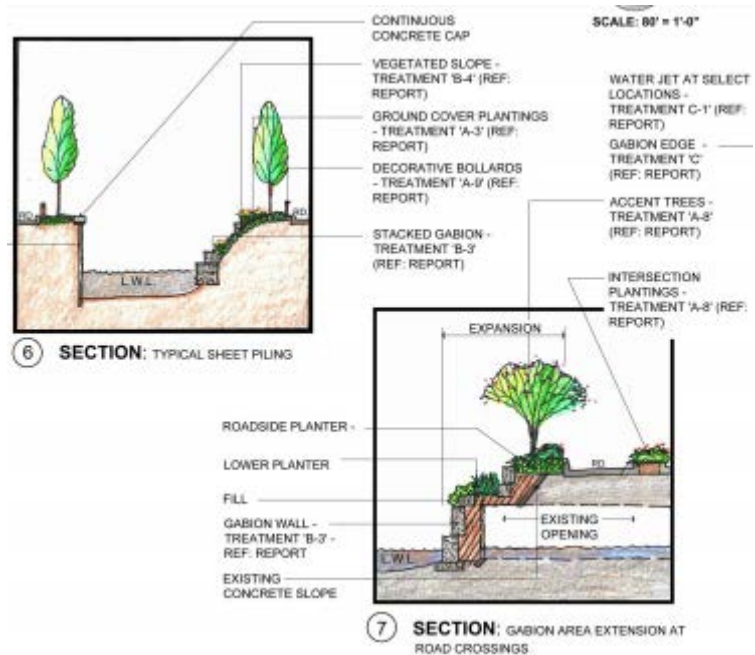 CONTINUOUS
CONCRETE CAP
VEGETATED SLOPE -
TREATMENT 'B-4' (REF:
REPORT)
GROUND COVER PLANTINGS
- TREATMENT 'A-3' (REF:
REPORT)
DECORATIVE BOLLARDS
- TREATMENT 'A-9' (REF:
REPORT)
STACKED GABION -
TREATMENT 'B-3'
(REF: REPORT)
RD.
RD.
L.W.L.
6 SECTION: TYPICAL SHEET PILING
SCALE: 80' = 1'-0"
WATER JET AT SELECT
LOCATIONS -
TREATMENT C-1' (REF:
REPORT)
GABION EDGE -
TREATMENT 'C'
(REF: REPORT)
ACCENT TREES -
TREATMENT 'A-8'
(REF: REPORT)
INTERSECTION
PLANTINGS -
TREATMENT 'A-8' (REF:
REPORT)
EXPANSION
ROADSIDE PLANTER -
LOWER PLANTER
FILL
GABION WALL -
TREATMENT 'B-3' -
REF: REPORT
EXISTING
CONCRETE SLOPE
RD.
EXISTING
OPENING
L.W.L.
7 SECTION: GABION AREA EXTENSION AT
ROAD CROSSINGS